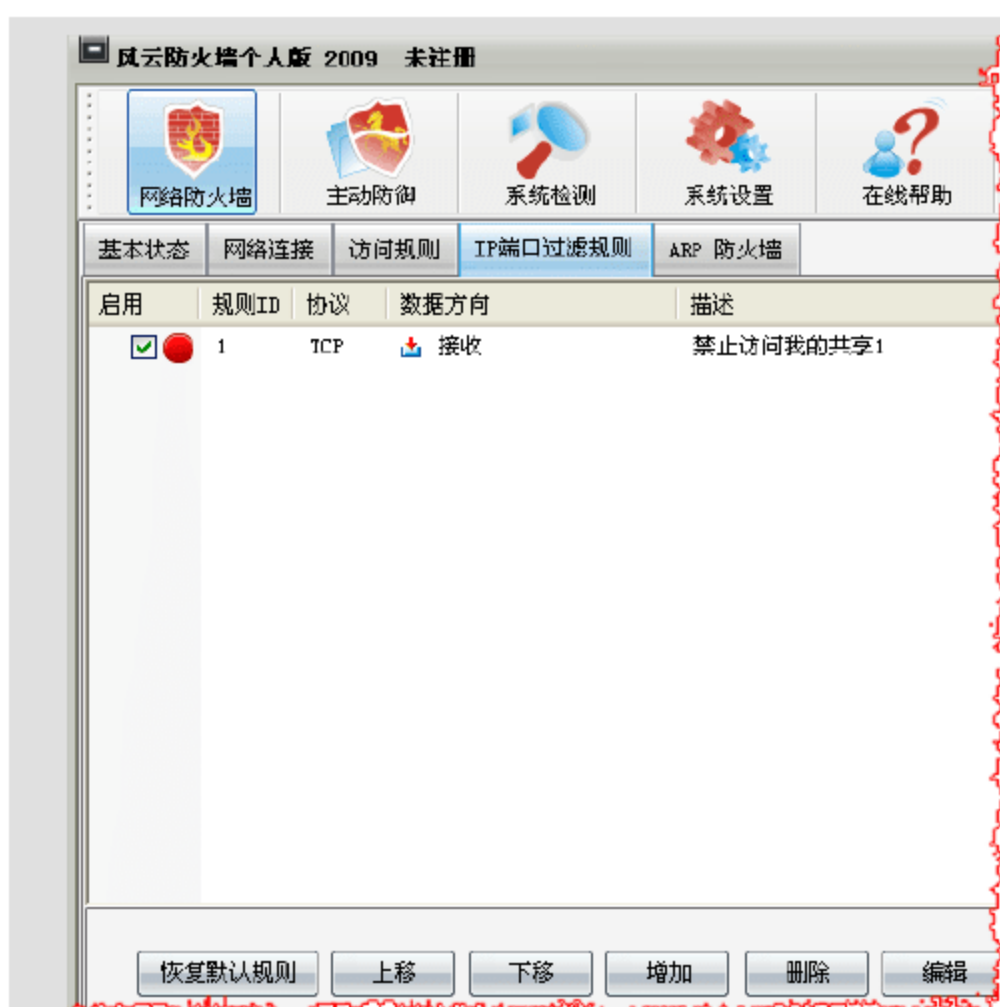 风云防火墙个人版 2009 未注册
网络防火墙 主动防御 系统检测 系统设置 在线帮助
基本状态 网络连接 访问规则 IP端口过滤规则 ARP 防火墙
启用 规则ID 协议 数据方向 描述
1 TCP 接收 禁止访问我的共享1
恢复默认规则 上移 下移 增加 删除 编辑